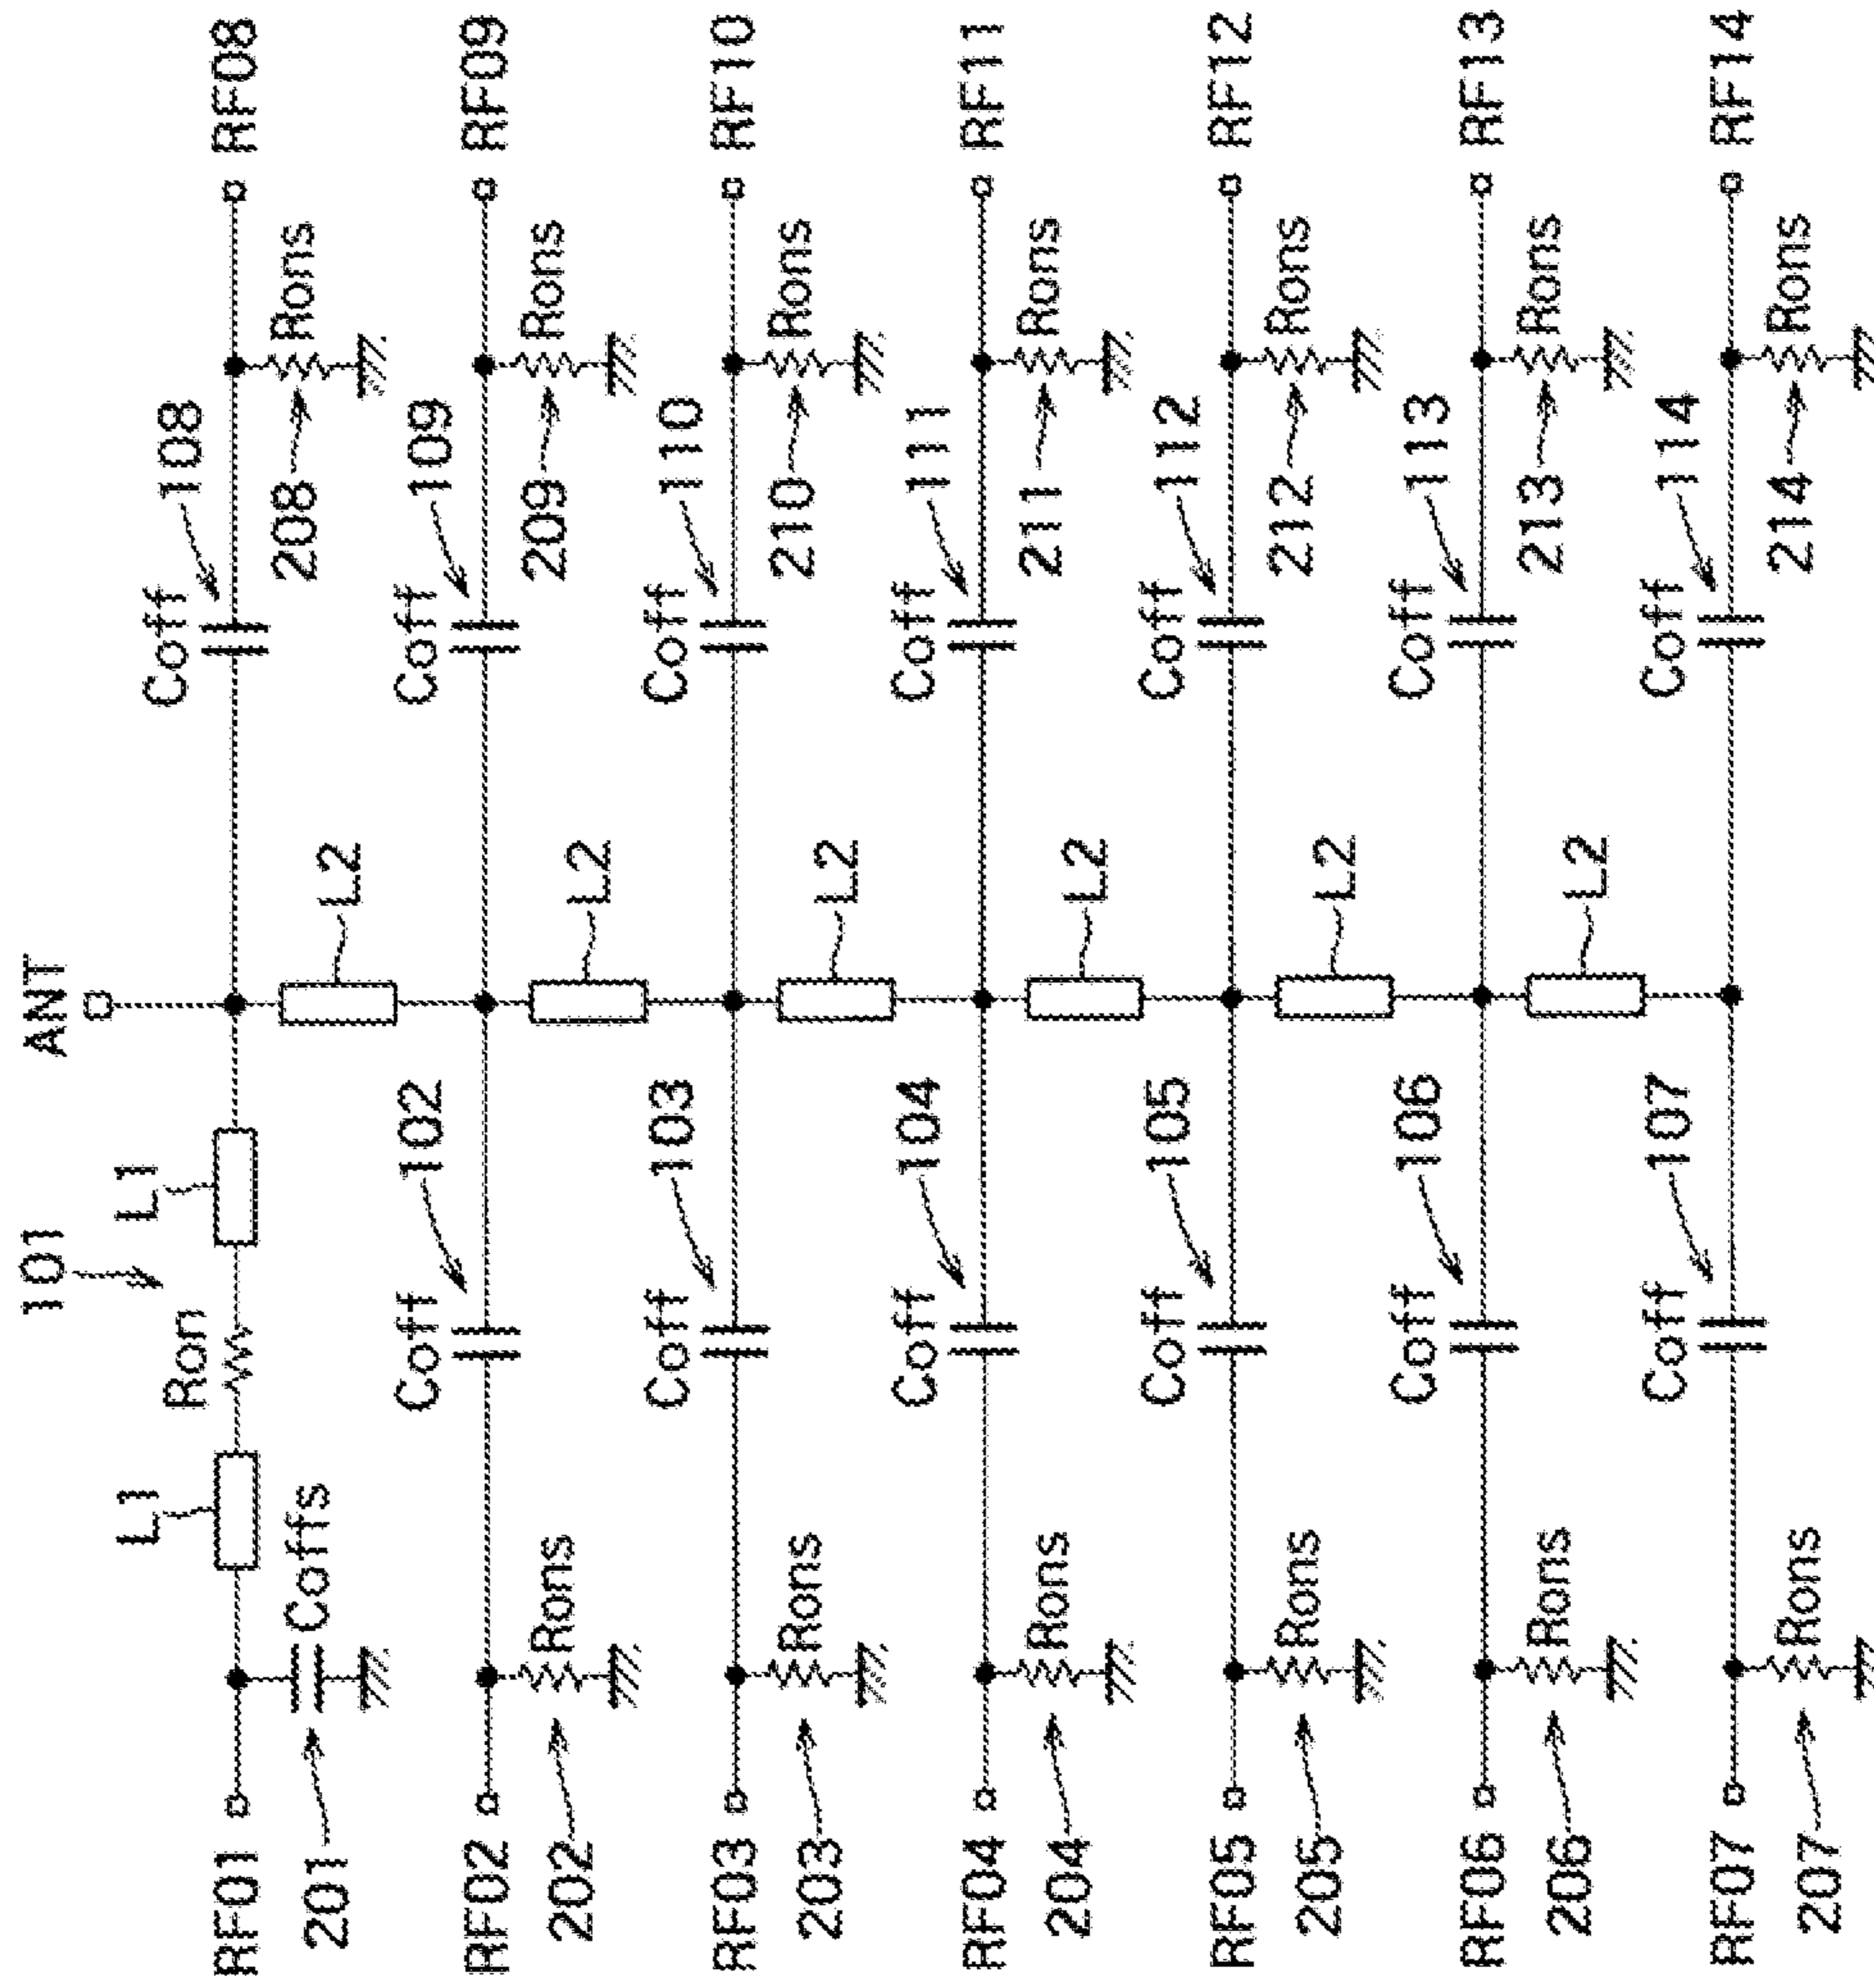 ANT
101
L1
Ron
L1
RF01
Coffs
201
Coff
108
RF08
Rons
208
L2
102
Coff
RF02
Rons
202
Coff
109
RF09
Rons
209
L2
103
Coff
RF03
Rons
203
Coff
110
RF10
Rons
210
L2
104
Coff
RF04
Rons
204
Coff
111
RF11
Rons
211
L2
105
Coff
RF05
Rons
205
Coff
112
RF12
Rons
212
L2
106
Coff
RF06
Rons
206
Coff
113
RF13
Rons
213
L2
107
Coff
RF07
Rons
207
Coff
114
RF14
Rons
214